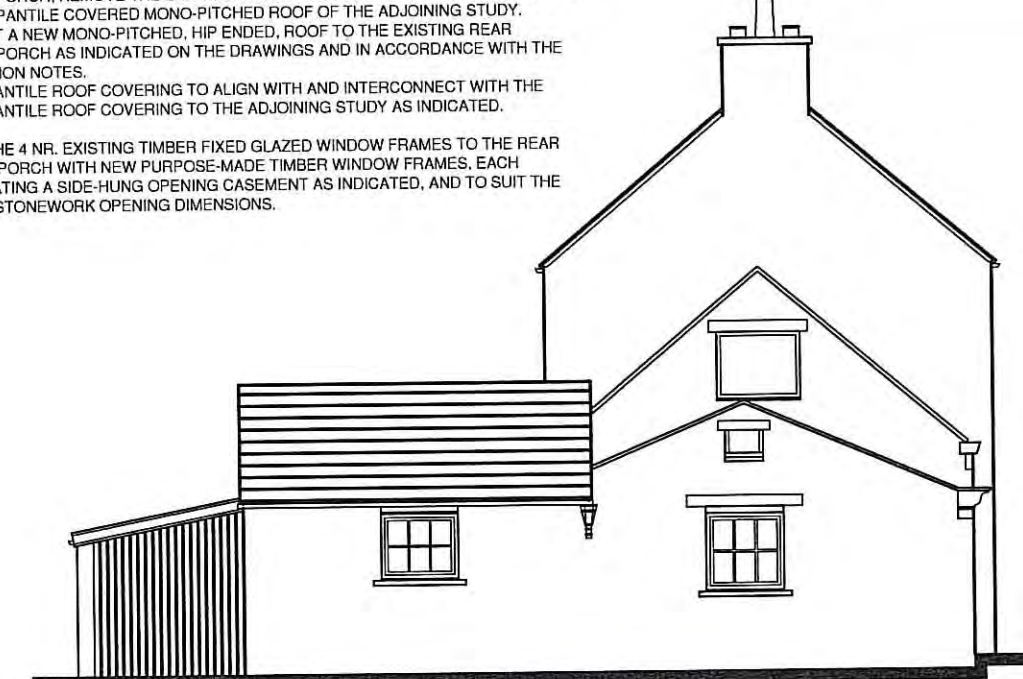 PANTILE COVERED MONO-PITCHED ROOF OF THE ADJOINING STUDY.
T A NEW MONO-PITCHED, HIP ENDED, ROOF TO THE EXISTING REAR
PORCH AS INDICATED ON THE DRAWINGS AND IN ACCORDANCE WITH THE
ION NOTES.
ANTILE ROOF COVERING TO ALIGN WITH AND INTERCONNECT WITH THE
ANTILE ROOF COVERING TO THE ADJOINING STUDY AS INDICATED.
HE 4 NR. EXISTING TIMBER FIXED GLAZED WINDOW FRAMES TO THE REAR
PORCH WITH NEW PURPOSE-MADE TIMBER WINDOW FRAMES, EACH
ATING A SIDE-HUNG OPENING CASEMENT AS INDICATED, AND TO SUIT THE
STONEWORK OPENING DIMENSIONS.